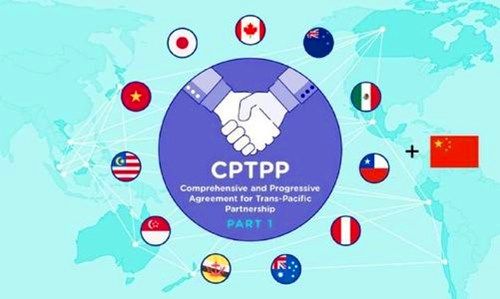 CPTPP
Comprehensive and Progressive
Agreement for Trans-Pacific
Partnership
PART 1
+